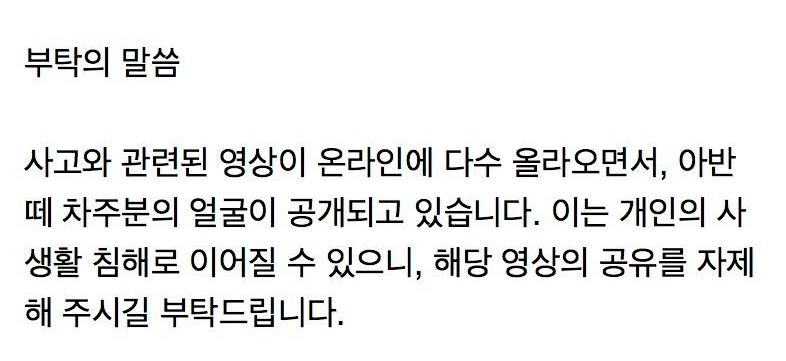 부탁의 말씀
사고와 관련된 영상이 온라인에 다수 올라오면서, 아반
떼 차주분의 얼굴이 공개되고 있습니다. 이는 개인의 사
생활 침해로 이어질 수 있으니, 해당 영상의 공유를 자제
해 주시길 부탁드립니다.